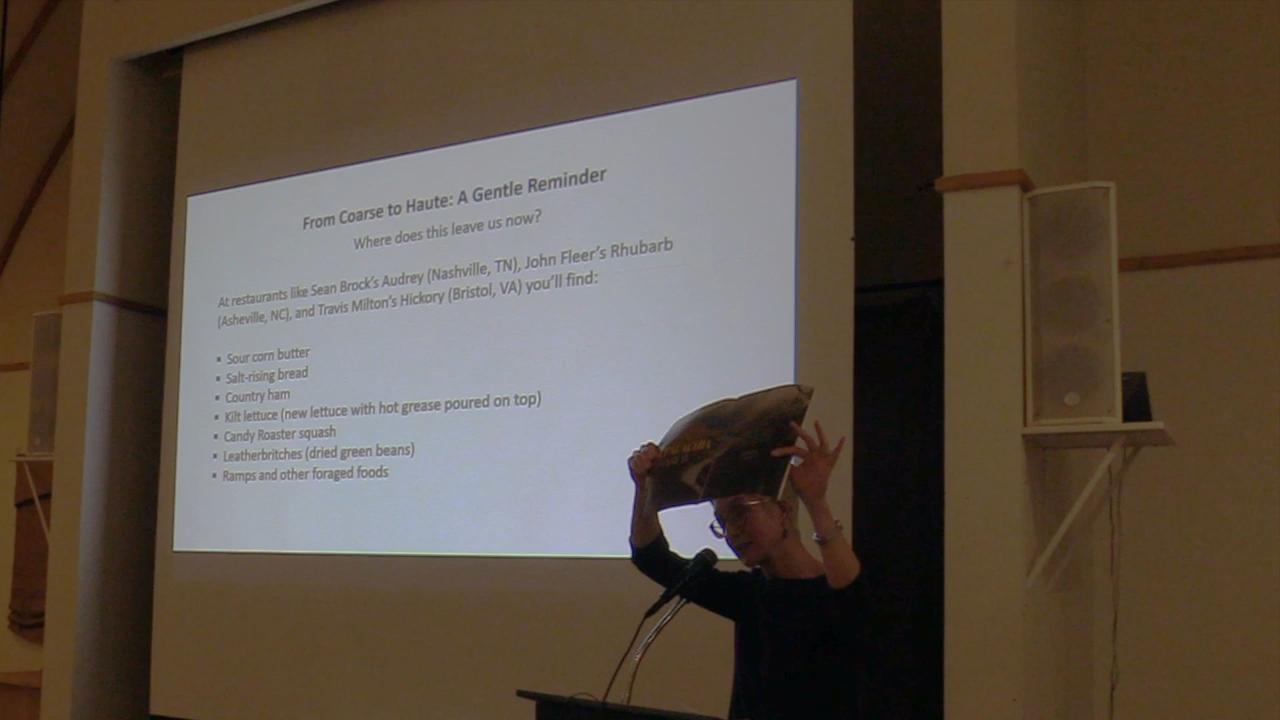 From Coarse to Haute: A Gentle Reminder
Where does this leave us now?
At restaurants like Sean Brock's Audrey (Nashville, TN), John Fleer's Rhubarb
(Asheville, NC), and Travis Milton's Hickory (Bristol, VA) you'll find:
▪ Sour corn butter
▪ Salt-rising bread
▪ Country ham
▪ Kilt lettuce (new lettuce with hot grease poured on top)
▪ Candy Roaster squash
▪ Leatherbritches (dried green beans)
▪ Ramps and other foraged foods